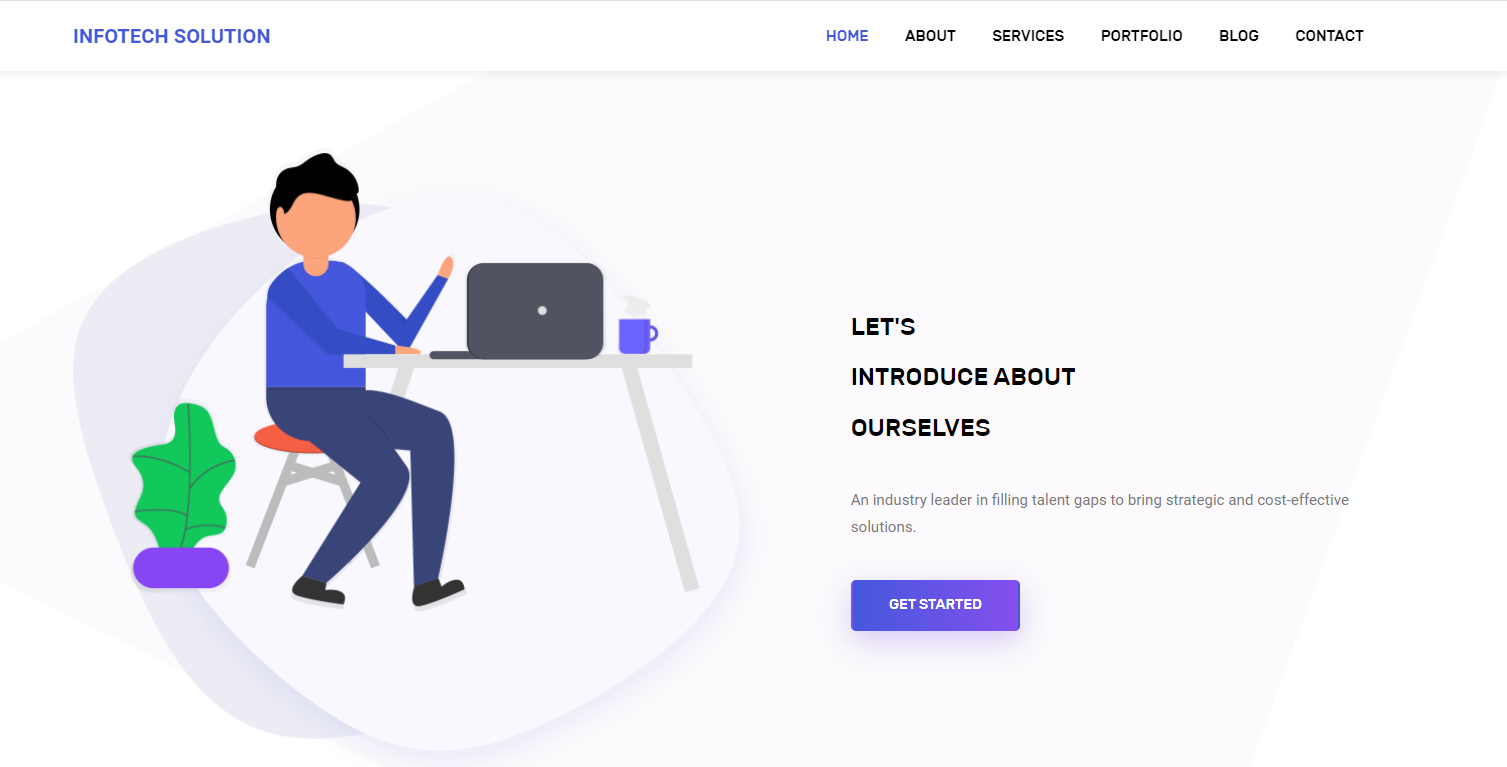 INFOTECH SOLUTION
HOME ABOUT SERVICES PORTFOLIO BLOG CONTACT
LET'S
INTRODUCE ABOUT
OURSELVES
An industry leader in filling talent gaps to bring strategic and cost-effective
solutions.
GET STARTED